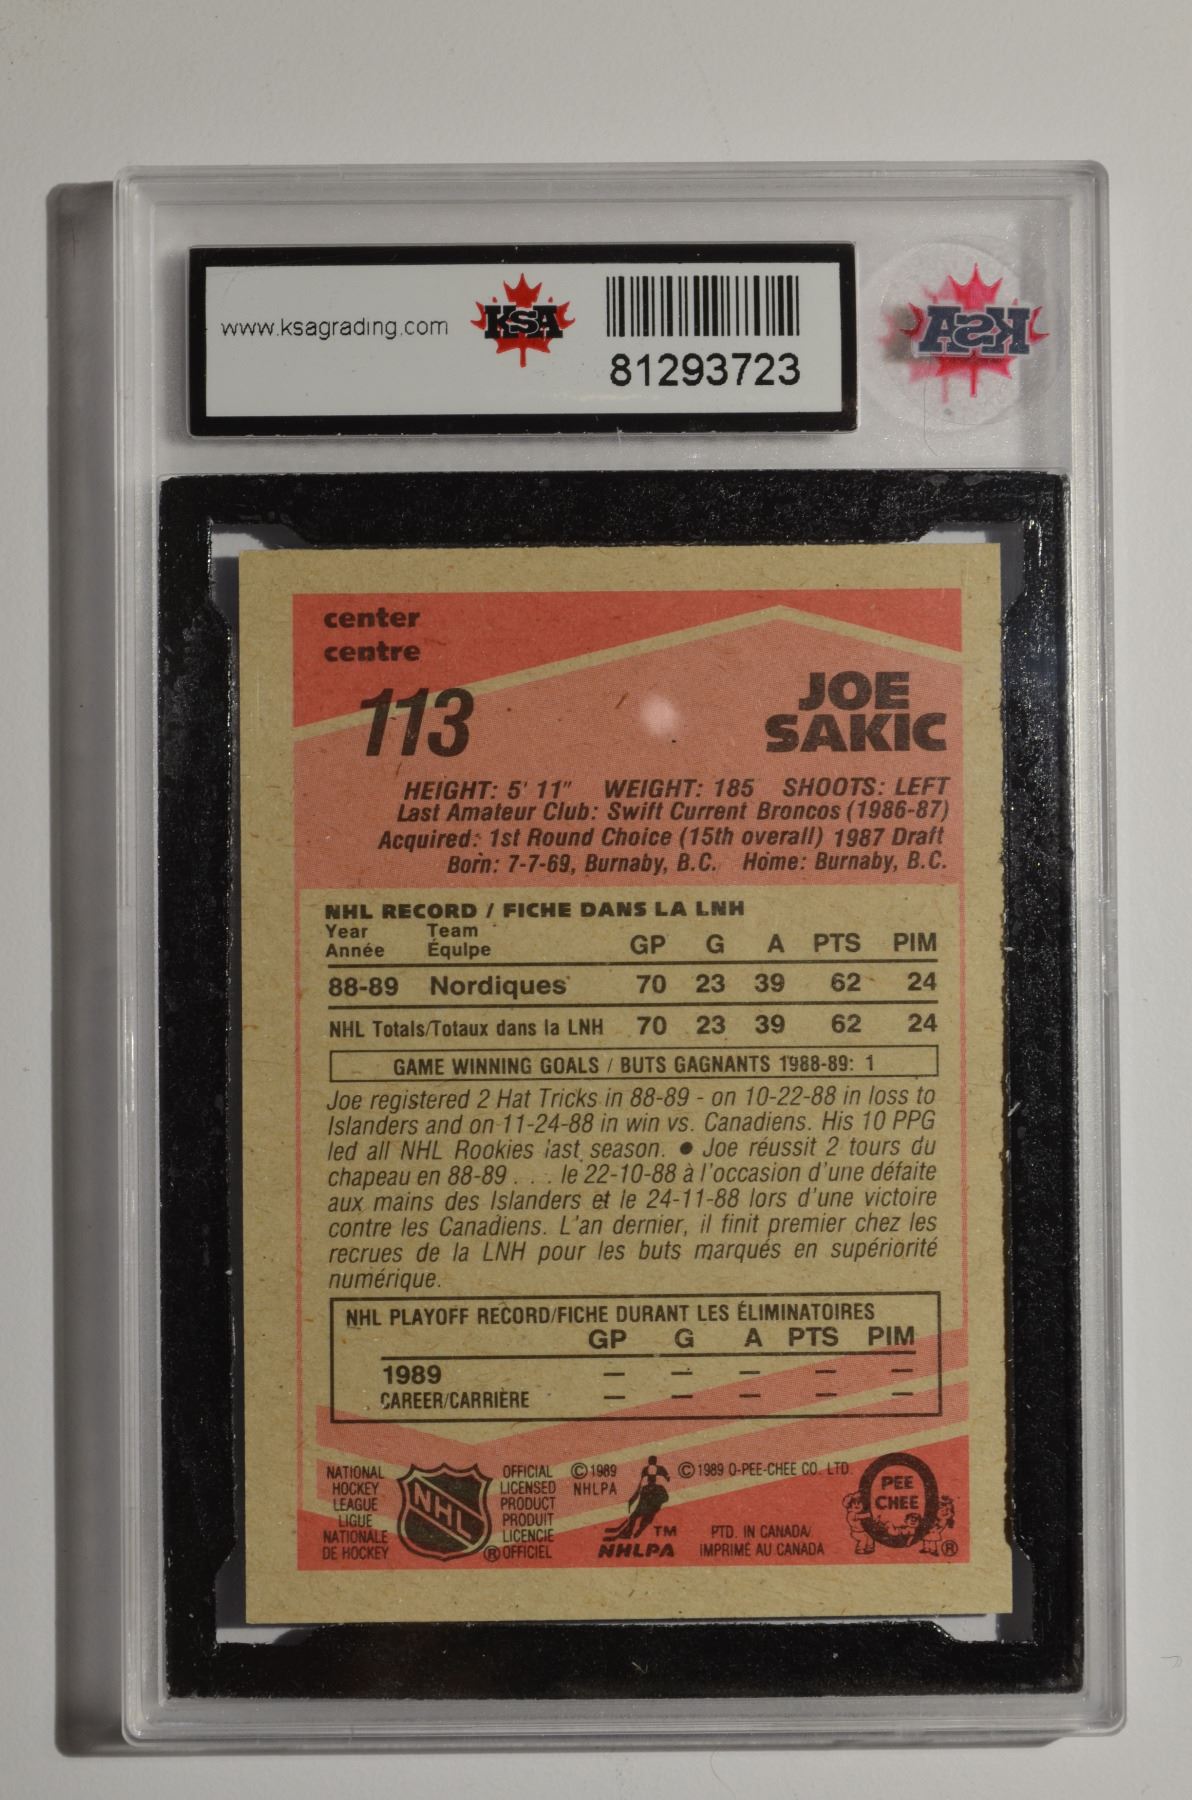 www.ksagrading.com
KSA
81293723
KSA
center
centre
113
JOE
SAKIC
HEIGHT: 5' 11" WEIGHT: 185 SHOOTS: LEFT
Last Amateur Club: Swift Current Broncos (1986-87)
Acquired: 1st Round Choice (15th overall) 1987 Draft
Born: 7-7-69, Burnaby, B.C. Home: Burnaby, B.C.
NHL RECORD / FICHE DANS LA LNH
Year Team
Année Équipe GP G A PTS PIM
88-89 Nordiques 70 23 39 62 24
NHL Totals/Totaux dans la LNH 70 23 39 62 24
GAME WINNING GOALS / BUTS GAGNANTS 1988-89: 1
Joe registered 2 Hat Tricks in 88-89 - on 10-22-88 in loss to
Islanders and on 11-24-88 in win vs. Canadiens. His 10 PPG
led all NHL Rookies last season. ● Joe réussit 2 tours du
chapeau en 88-89 . . . le 22-10-88 à l'occasion d'une défaite
aux mains des Islanders et le 24-11-88 lors d'une victoire
contre les Canadiens. L'an dernier, il finit premier chez les
recrues de la LNH pour les buts marqués en supériorité
numérique.
NHL PLAYOFF RECORD/FICHE DURANT LES ÉLIMINATOIRES
GP G A PTS PIM
1989 — — — — —
CAREER/CARRIÈRE — — — — —
NATIONAL
HOCKEY
LEAGUE
LIGUE
NATIONALE
DE HOCKEY
NHL
OFFICIAL
LICENSED
PRODUCT
PRODUIT
LICENCIE
® OFFICIEL
©1989
NHLPA
TM
NHLPA
©1989 O-PEE-CHEE CO. LTD.
PTD. IN CANADA/
IMPRIMÉ AU CANADA
PEE
CHEE
®